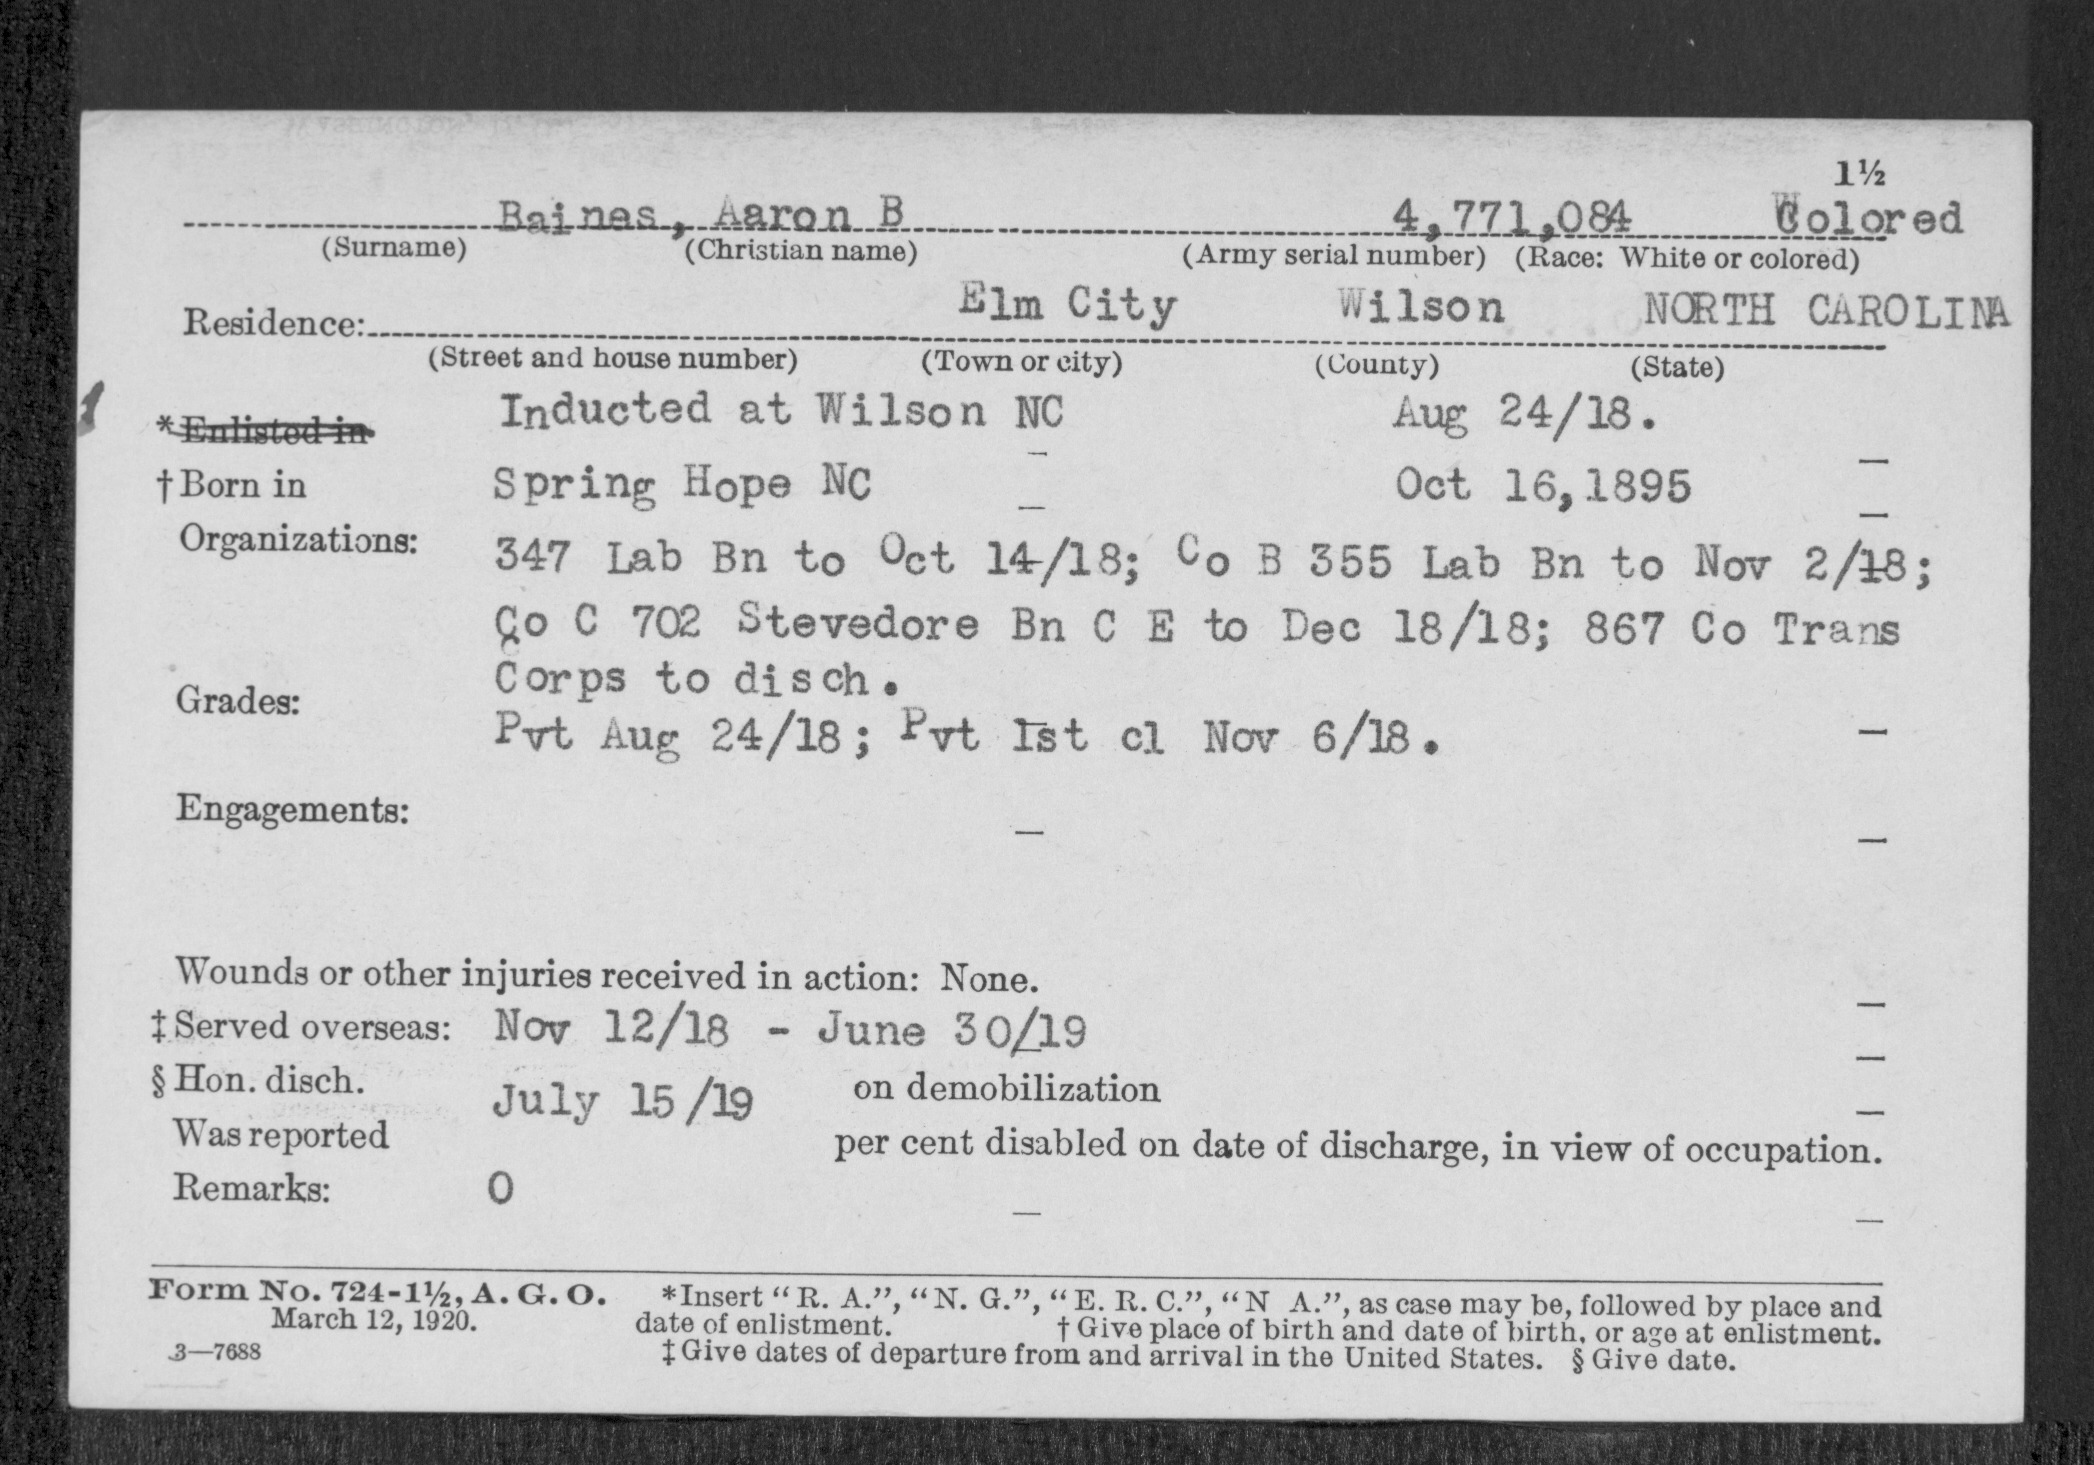 1½
Baines, Aaron B 4,771,084 Colored
(Surname) (Christian name) (Army serial number) (Race: White or colored)
Residence: Elm City Wilson NORTH CAROLINA
(Street and house number) (Town or city) (County) (State)
*Enlisted in Inducted at Wilson NC Aug 24/18.
†Born in Spring Hope NC Oct 16,1895
Organizations: 347 Lab Bn to Oct 14/18; Co B 355 Lab Bn to Nov 2/18;
Co C 702 Stevedore Bn C E to Dec 18/18; 867 Co Trans
Corps to disch.
Grades: Pvt Aug 24/18; Pvt 1st cl Nov 6/18.
Engagements:
Wounds or other injuries received in action: None.
‡Served overseas: Nov 12/18 - June 30/19
§Hon. disch. July 15/19 on demobilization
Was reported per cent disabled on date of discharge, in view of occupation.
Remarks: 0
Form No. 724-1½, A. G. O. *Insert "R. A.", "N. G.", "E. R. C.", "N A.", as case may be, followed by place and
March 12, 1920. date of enlistment. †Give place of birth and date of birth, or age at enlistment.
3—7688 ‡Give dates of departure from and arrival in the United States. §Give date.